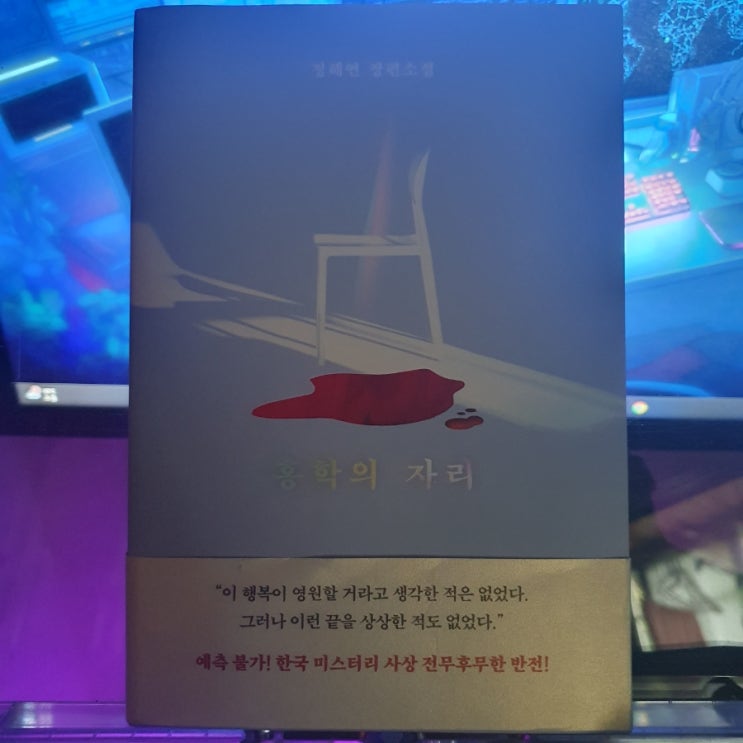 정해연 장편소설
홍학의 자리
“이 행복이 영원할 거라고 생각한 적은 없었다.
그러나 이런 끝을 상상한 적도 없었다.”
예측 불가! 한국 미스터리 사상 전무후무한 반전!